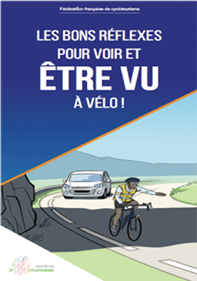 Fédération française de cyclotourisme
LES BONS RÉFLEXES
POUR VOIR ET
ÊTRE VU
À VÉLO !